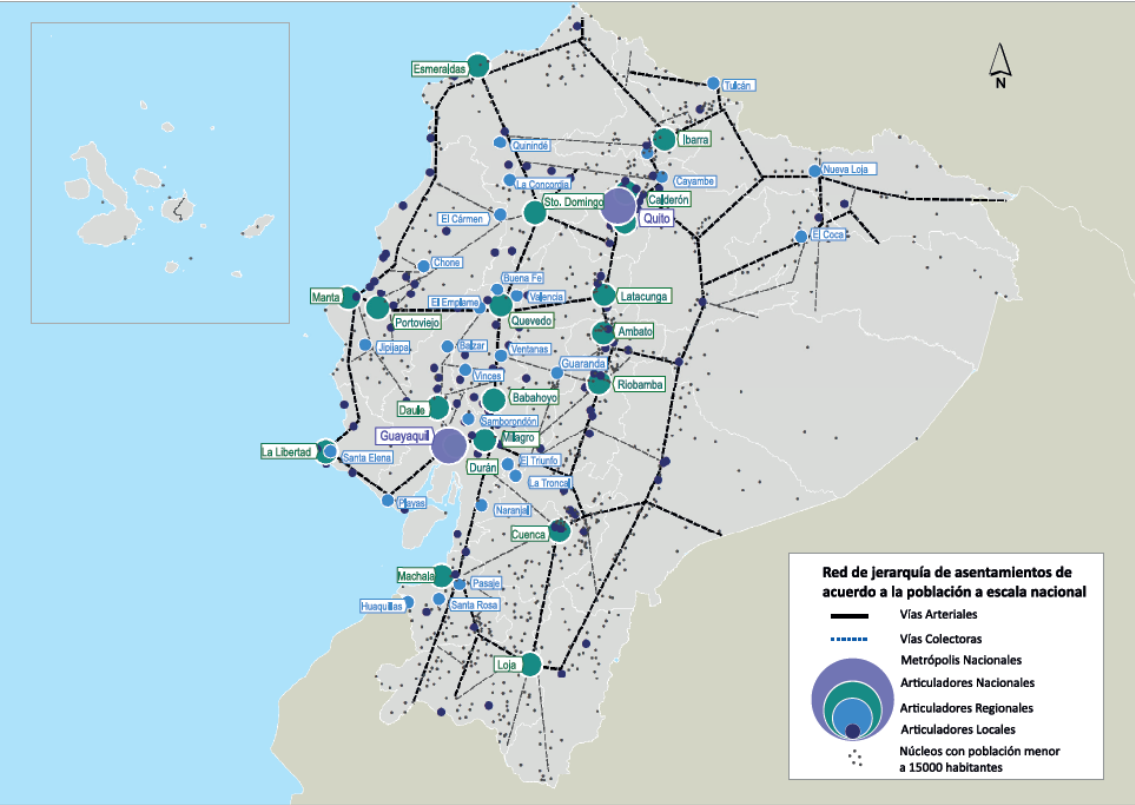 Esmeraldas
Tulcán
N
Quinindé
Ibarra
La Concordia
Cayambe
Nueva Loja
Sto. Domingo
Calderón
El Cármen
Quito
El Coca
Chone
Buena Fe
Manta
El Emplame
Valencia
Latacunga
Portoviejo
Quevedo
Ambato
Jipijapa
Balzar
Ventanas
Guaranda
Vinces
Riobamba
Daule
Babahoyo
Samborondón
Guayaquil
Milagro
La Libertad
Santa Elena
Durán
El Triunfo
La Troncal
Playas
Naranjal
Cuenca
Machala
Pasaje
Huaquillas
Santa Rosa
Loja
Red de jerarquía de asentamientos de
acuerdo a la población a escala nacional
Vías Arteriales
Vías Colectoras
Metrópolis Nacionales
Articuladores Nacionales
Articuladores Regionales
Articuladores Locales
Núcleos con población menor
a 15000 habitantes